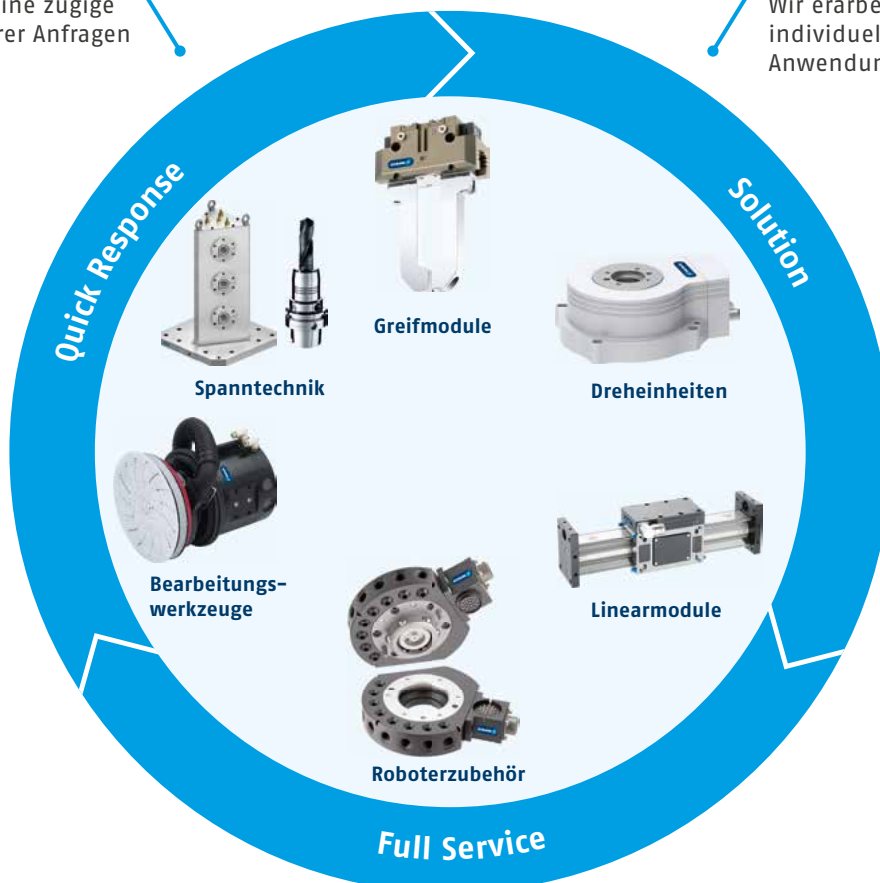 ine zügige
rer Anfragen
Wir erarbe
individuel
Anwendun
Quick Response
Solution
Greifmodule
Spanntechnik
Dreheinheiten
Bearbeitungs-
werkzeuge
Linearmodule
Roboterzubehör
Full Service